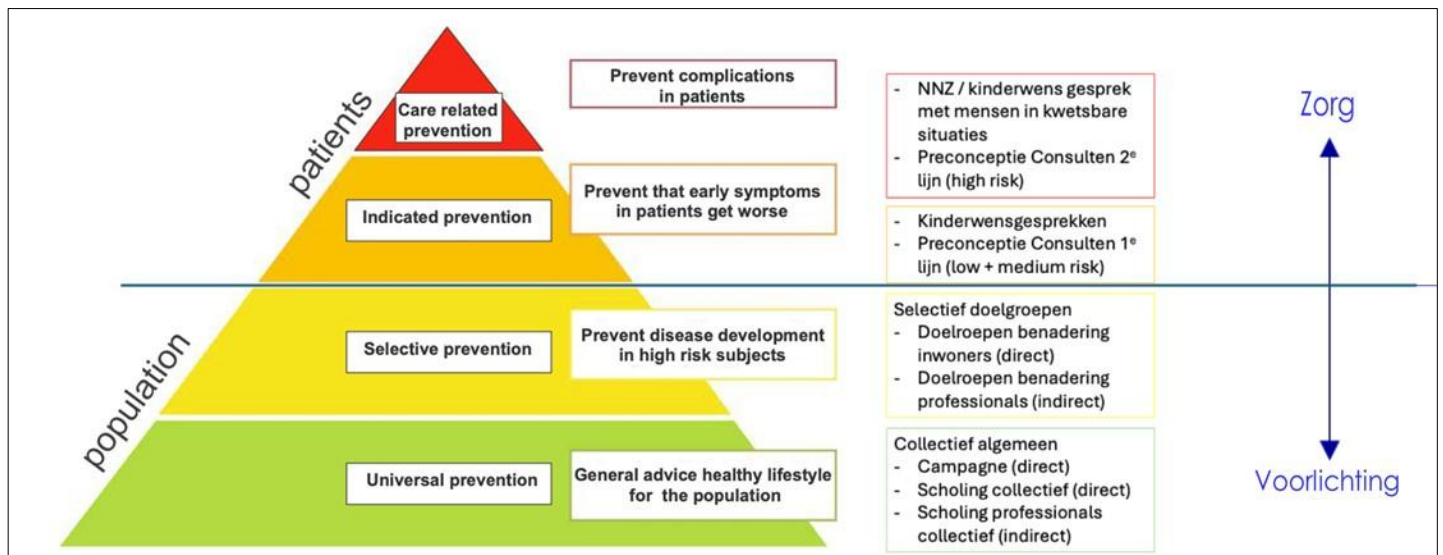 patients
population
Care related
prevention
Indicated prevention
Selective prevention
Universal prevention
Prevent complications
in patients
Prevent that early symptoms
in patients get worse
Prevent disease development
in high risk subjects
General advice healthy lifestyle
for the population
- NNZ / kinderwens gesprek
met mensen in kwetsbare
situaties
- Preconceptie Consulten 2e
lijn (high risk)
- Kinderwensgesprekken
- Preconceptie Consulten 1e
lijn (low + medium risk)
Selectief doelgroepen
- Doelroepen benadering
inwoners (direct)
- Doelroepen benadering
professionals (indirect)
Collectief algemeen
- Campagne (direct)
- Scholing collectief (direct)
- Scholing professionals
collectief (indirect)
Zorg
Voorlichting